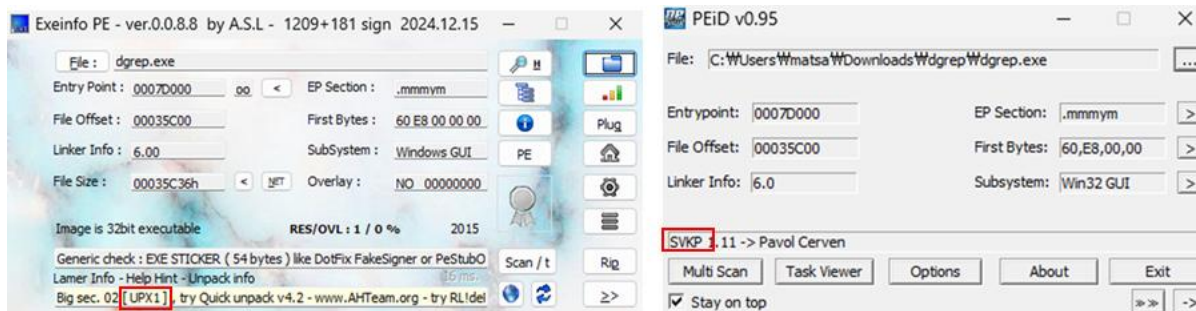 Exeinfo PE - ver.0.0.8.8 by A.S.L - 1209+181 sign 2024.12.15
File : dgrep.exe
Entry Point : 0007D000 oo < EP Section : .mmmym
File Offset : 00035C00 First Bytes : 60 E8 00 00 00
Linker Info : 6.00 SubSystem : Windows GUI
File Size : 00035C36h < NET Overlay : NO 00000000
Image is 32bit executable RES/OVL : 1 / 0 % 2015
Generic check : EXE STICKER ( 54 bytes ) like DotFix FakeSigner or PeStubO
Lamer Info - Help Hint - Unpack info
Big sec. 02 [ UPX1 ] , try Quick unpack v4.2 - www.AHTeam.org - try RL!del
H
Plug
PE
Scan / t
Rip
>>
PEiD v0.95
File: C:₩Users₩matsa₩Downloads₩dgrep₩dgrep.exe ...
Entrypoint: 0007D000 EP Section: .mmmym >
File Offset: 00035C00 First Bytes: 60,E8,00,00 >
Linker Info: 6.0 Subsystem: Win32 GUI >
SVKP 1.11 -> Pavol Cerven
Multi Scan Task Viewer Options About Exit
Stay on top >> ->